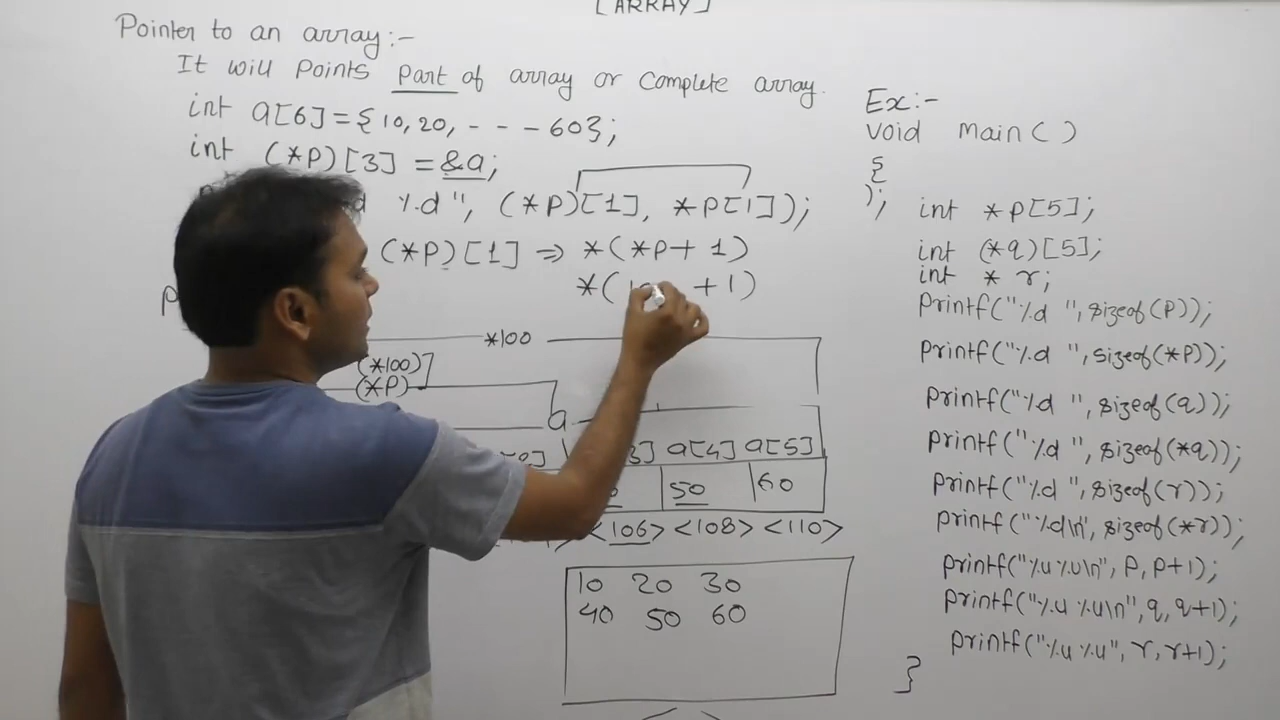 [ARRAY]
Pointer to an array:-
It will points part of array or complete array.
int a[6]={10,20,- - - -60};
int (*p)[3] = &a;
%d", (*p)[1], *p[1]);
(*p)[1] ⇒ *(*p+ 1)
*( +1)
*100
(*100)]
(*p)
a
3] a[4] a[5]
50 60
<106> <108> <110>
10 20 30
40 50 60
Ex:-
void main()
{
);
int *p[5];
int (*q)[5];
int * r;
printf("%d ",sizeof(p));
printf("%d ",sizeof(*p));
printf("%d ",sizeof(q));
printf("%d ",sizeof(*q));
printf("%d ",sizeof(r));
printf("%d\n",sizeof(*r));
printf("%u %u\n", p, p+1);
printf("%u %u\n", q, q+1);
printf("%u %u", r, r+1);
}